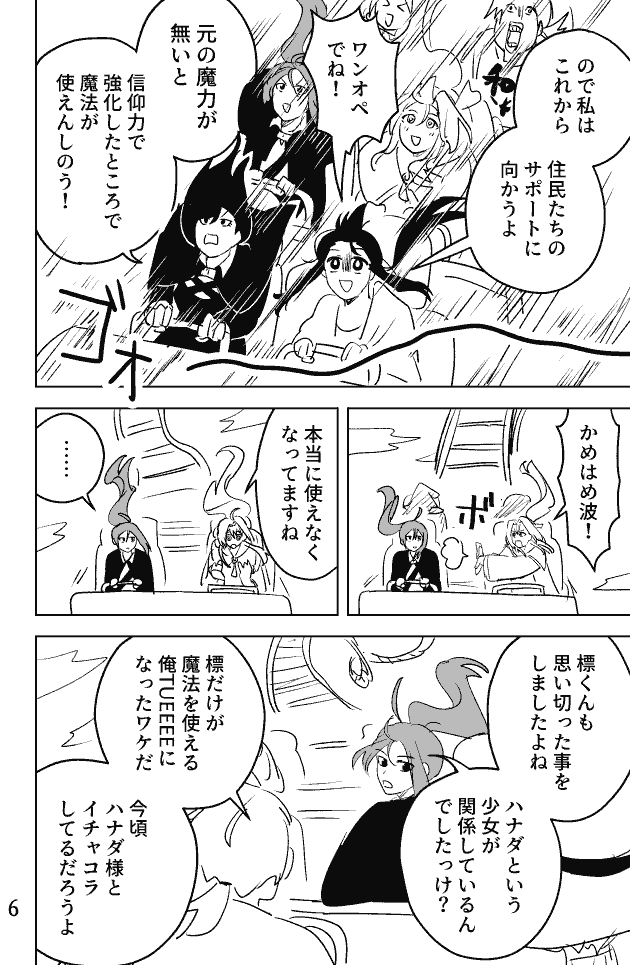 ので私は
これから
住民たちの
サポートに
向かうよ
ワンオペ
でね！
元の魔力が
無いと
信仰力で
強化したところで
魔法が
使えんしのう！
ゴオ
かめはめ波！
ボ
本当に使えなく
なってますね
……
標くんも
思い切った事を
しましたよね
ハナダという
少女が
関係しているん
でしたっけ？
標だけが
魔法を使える
俺TUEEEEに
なったワケだ
今頃
ハナダ様と
イチャコラ
してるだろうよ
6